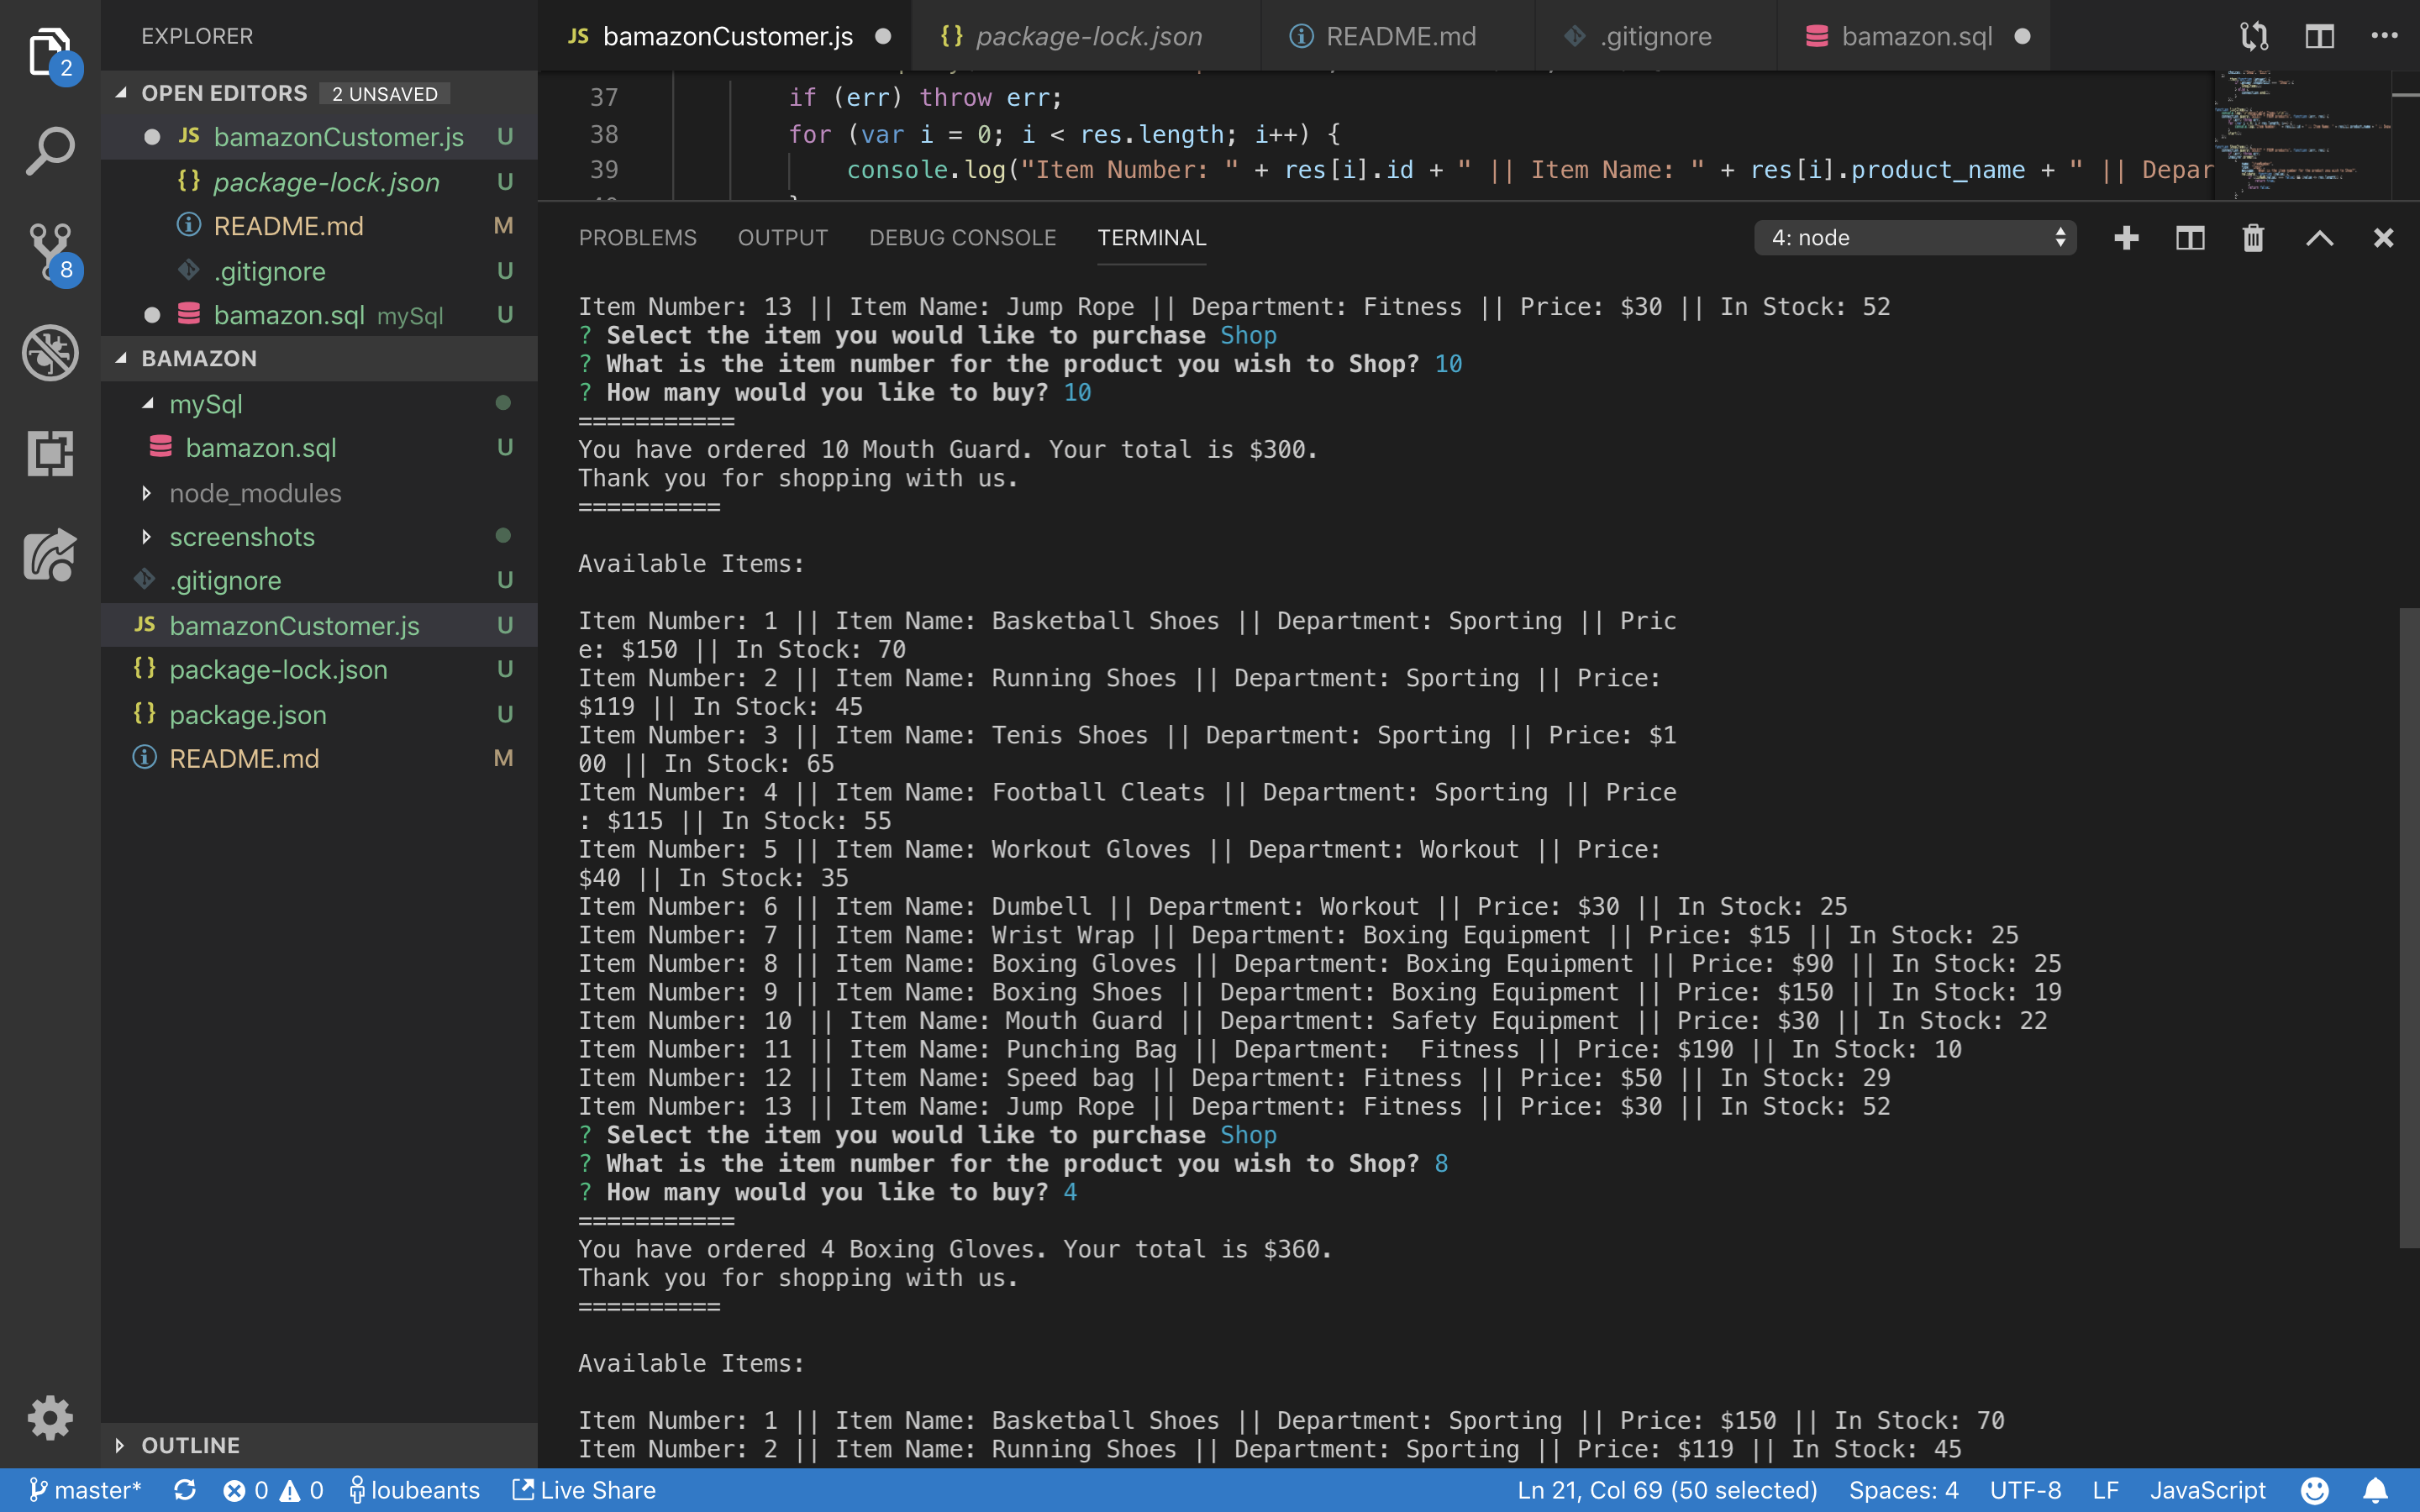 EXPLORER
OPEN EDITORS 2 UNSAVED
JS bamazonCustomer.js U
{} package-lock.json U
README.md M
.gitignore U
bamazon.sql mySql U
BAMAZON
mySql
bamazon.sql U
node_modules
screenshots
.gitignore U
JS bamazonCustomer.js U
{} package-lock.json U
{} package.json U
README.md M
OUTLINE
2
8
JS bamazonCustomer.js {} package-lock.json README.md .gitignore bamazon.sql
37 if (err) throw err;
38 for (var i = 0; i < res.length; i++) {
39 console.log("Item Number: " + res[i].id + " || Item Name: " + res[i].product_name + " || Depar
PROBLEMS OUTPUT DEBUG CONSOLE TERMINAL 4: node
Item Number: 13 || Item Name: Jump Rope || Department: Fitness || Price: $30 || In Stock: 52
? Select the item you would like to purchase Shop
? What is the item number for the product you wish to Shop? 10
? How many would you like to buy? 10
===========
You have ordered 10 Mouth Guard. Your total is $300.
Thank you for shopping with us.
==========
Available Items:
Item Number: 1 || Item Name: Basketball Shoes || Department: Sporting || Pric
e: $150 || In Stock: 70
Item Number: 2 || Item Name: Running Shoes || Department: Sporting || Price:
$119 || In Stock: 45
Item Number: 3 || Item Name: Tenis Shoes || Department: Sporting || Price: $1
00 || In Stock: 65
Item Number: 4 || Item Name: Football Cleats || Department: Sporting || Price
: $115 || In Stock: 55
Item Number: 5 || Item Name: Workout Gloves || Department: Workout || Price:
$40 || In Stock: 35
Item Number: 6 || Item Name: Dumbell || Department: Workout || Price: $30 || In Stock: 25
Item Number: 7 || Item Name: Wrist Wrap || Department: Boxing Equipment || Price: $15 || In Stock: 25
Item Number: 8 || Item Name: Boxing Gloves || Department: Boxing Equipment || Price: $90 || In Stock: 25
Item Number: 9 || Item Name: Boxing Shoes || Department: Boxing Equipment || Price: $150 || In Stock: 19
Item Number: 10 || Item Name: Mouth Guard || Department: Safety Equipment || Price: $30 || In Stock: 22
Item Number: 11 || Item Name: Punching Bag || Department:  Fitness || Price: $190 || In Stock: 10
Item Number: 12 || Item Name: Speed bag || Department: Fitness || Price: $50 || In Stock: 29
Item Number: 13 || Item Name: Jump Rope || Department: Fitness || Price: $30 || In Stock: 52
? Select the item you would like to purchase Shop
? What is the item number for the product you wish to Shop? 8
? How many would you like to buy? 4
===========
You have ordered 4 Boxing Gloves. Your total is $360.
Thank you for shopping with us.
==========
Available Items:
Item Number: 1 || Item Name: Basketball Shoes || Department: Sporting || Price: $150 || In Stock: 70
Item Number: 2 || Item Name: Running Shoes || Department: Sporting || Price: $119 || In Stock: 45
master* 0 0 loubeants Live Share Ln 21, Col 69 (50 selected) Spaces: 4 UTF-8 LF JavaScript